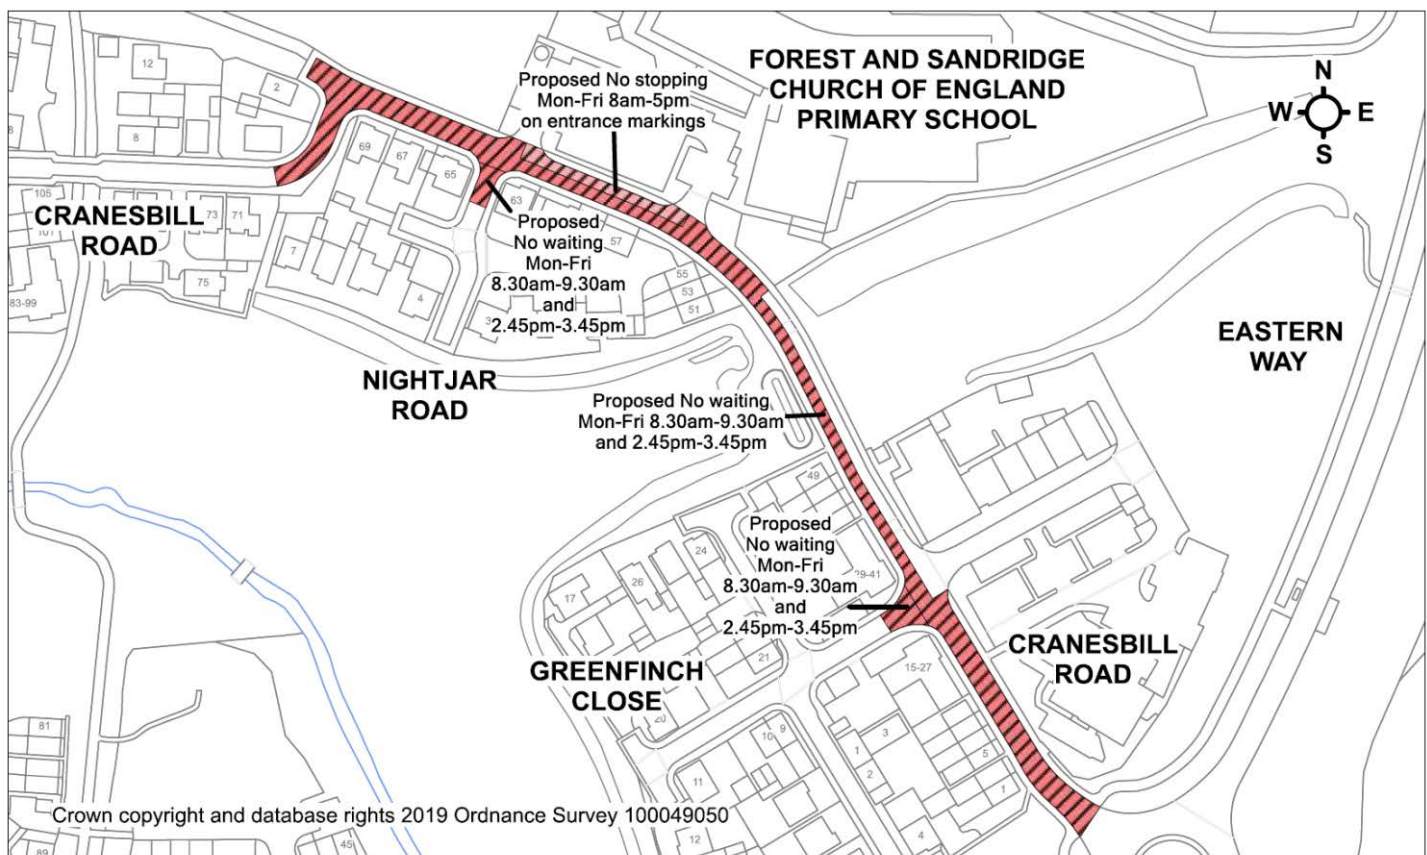 FOREST AND SANDRIDGE
CHURCH OF ENGLAND
PRIMARY SCHOOL
N
W
E
S
Proposed No stopping
Mon-Fri 8am-5pm
on entrance markings
12
2
8
8
69
67
65
63
57
55
53
51
105
101
73
71
75
83-99
7
4
3
CRANESBILL
ROAD
Proposed
No waiting
Mon-Fri
8.30am-9.30am
and
2.45pm-3.45pm
NIGHTJAR
ROAD
EASTERN
WAY
Proposed No waiting
Mon-Fri 8.30am-9.30am
and 2.45pm-3.45pm
49
24
26
17
29-41
Proposed
No waiting
Mon-Fri
8.30am-9.30am
and
2.45pm-3.45pm
21
20
15-27
GREENFINCH
CLOSE
CRANESBILL
ROAD
81
9
10
11
12
1
3
2
5
1
4
45
89
Crown copyright and database rights 2019 Ordnance Survey 100049050